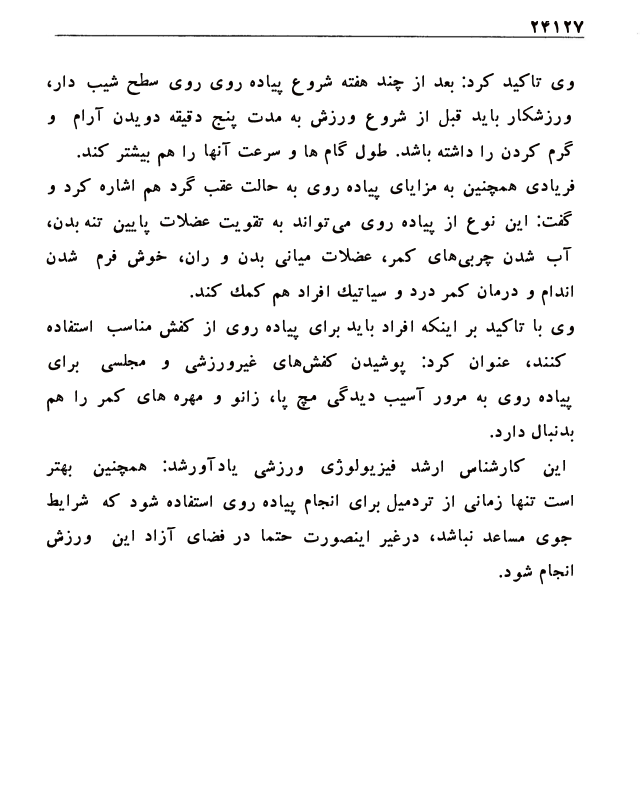 ۲۴۱۲۷
وی تاکید کرد: بعد از چند هفته شروع پیاده روی روی سطح شیب دار،
ورزشکار باید قبل از شروع ورزش به مدت پنج دقیقه دویدن آرام و
گرم کردن را داشته باشد. طول گام ها و سرعت آنها را هم بیشتر کند.
فریادی همچنین به مزایای پیاده روی به حالت عقب گرد هم اشاره کرد و
گفت: این نوع از پیاده روی می‌تواند به تقویت عضلات پایین تنه بدن،
آب شدن چربی‌های کمر، عضلات میانی بدن و ران، خوش فرم شدن
اندام و درمان کمر درد و سیاتیك افراد هم کمك کند.
وی با تاکید بر اینکه افراد باید برای پیاده روی از کفش مناسب استفاده
کنند، عنوان کرد: پوشیدن کفش‌های غیرورزشی و مجلسی برای
پیاده روی به مرور آسیب دیدگی مچ پا، زانو و مهره های کمر را هم
بدنبال دارد.
این کارشناس ارشد فیزیولوژی ورزشی یادآورشد: همچنین بهتر
است تنها زمانی از تردمیل برای انجام پیاده روی استفاده شود که شرایط
جوی مساعد نباشد، درغیر اینصورت حتما در فضای آزاد این ورزش
انجام شود.